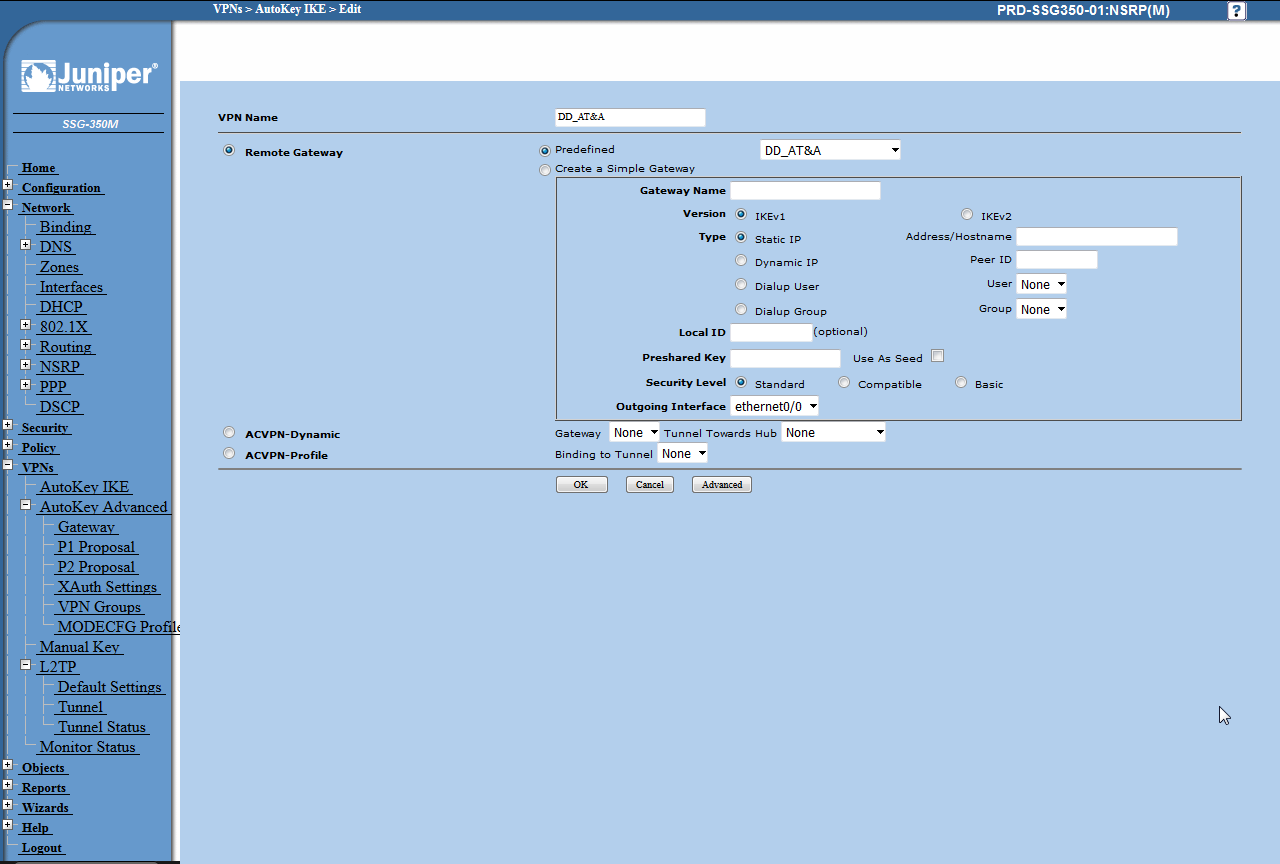 VPNs > AutoKey IKE > Edit
PRD-SSG350-01:NSRP(M)
?
Juniper®
NETWORKS
SSG-350M
Home
Configuration
Network
Binding
DNS
Zones
Interfaces
DHCP
802.1X
Routing
NSRP
PPP
DSCP
Security
Policy
VPNs
AutoKey IKE
AutoKey Advanced
Gateway
P1 Proposal
P2 Proposal
XAuth Settings
VPN Groups
MODECFG Profile
Manual Key
L2TP
Default Settings
Tunnel
Tunnel Status
Monitor Status
Objects
Reports
Wizards
Help
Logout
VPN Name DD_AT&A
Remote Gateway Predefined DD_AT&A
Create a Simple Gateway
Gateway Name
Version IKEv1 IKEv2
Type Static IP Address/Hostname
Dynamic IP Peer ID
Dialup User User None
Dialup Group Group None
Local ID (optional)
Preshared Key Use As Seed
Security Level Standard Compatible Basic
Outgoing Interface ethernet0/0
ACVPN-Dynamic Gateway None Tunnel Towards Hub None
ACVPN-Profile Binding to Tunnel None
OK Cancel Advanced